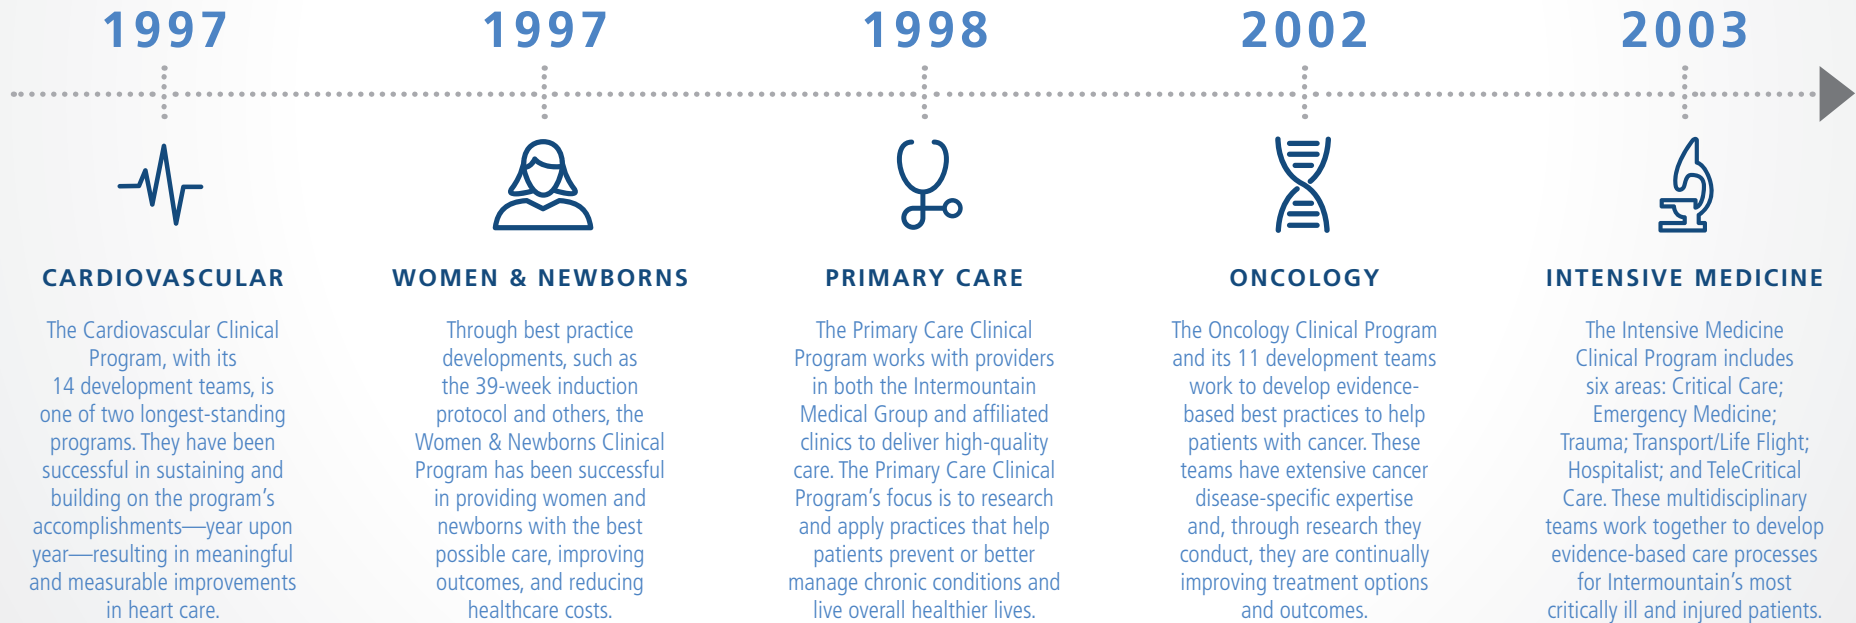 1997
CARDIOVASCULAR
The Cardiovascular Clinical
Program, with its
14 development teams, is
one of two longest-standing
programs. They have been
successful in sustaining and
building on the program’s
accomplishments—year upon
year—resulting in meaningful
and measurable improvements
in heart care.
1997
WOMEN & NEWBORNS
Through best practice
developments, such as
the 39-week induction
protocol and others, the
Women & Newborns Clinical
Program has been successful
in providing women and
newborns with the best
possible care, improving
outcomes, and reducing
healthcare costs.
1998
PRIMARY CARE
The Primary Care Clinical
Program works with providers
in both the Intermountain
Medical Group and affiliated
clinics to deliver high-quality
care. The Primary Care Clinical
Program’s focus is to research
and apply practices that help
patients prevent or better
manage chronic conditions and
live overall healthier lives.
2002
ONCOLOGY
The Oncology Clinical Program
and its 11 development teams
work to develop evidence-
based best practices to help
patients with cancer. These
teams have extensive cancer
disease-specific expertise
and, through research they
conduct, they are continually
improving treatment options
and outcomes.
2003
INTENSIVE MEDICINE
The Intensive Medicine
Clinical Program includes
six areas: Critical Care;
Emergency Medicine;
Trauma; Transport/Life Flight;
Hospitalist; and TeleCritical
Care. These multidisciplinary
teams work together to develop
evidence-based care processes
for Intermountain’s most
critically ill and injured patients.